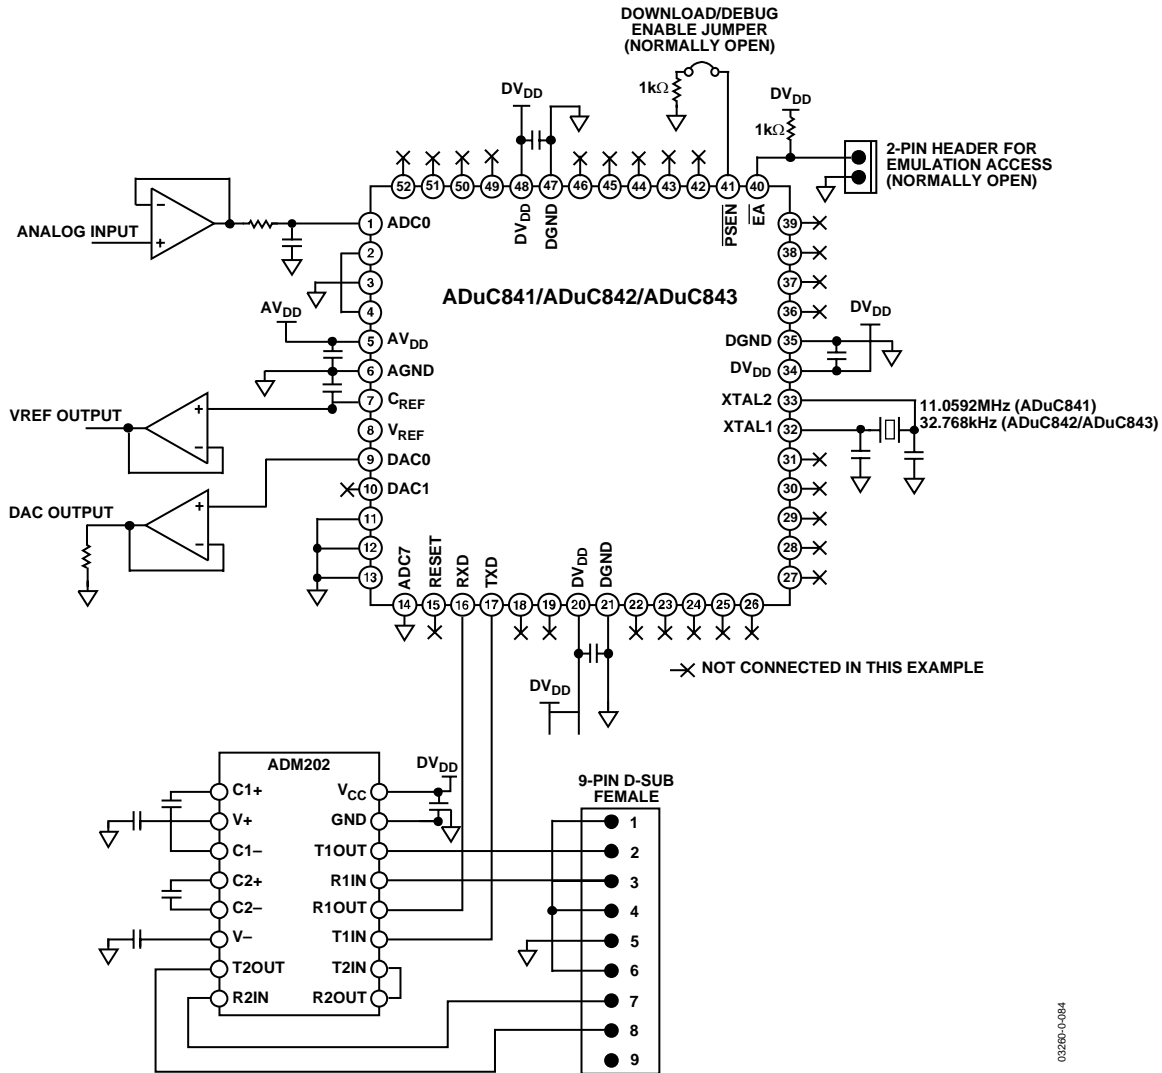 DOWNLOAD/DEBUG
ENABLE JUMPER
(NORMALLY OPEN)
1kΩ
DVDD
DVDD
1kΩ
2-PIN HEADER FOR
EMULATION ACCESS
(NORMALLY OPEN)
52 51 50 49 48 47 46 45 44 43 42 41 40
DVDD
DGND
PSEN
EA
ANALOG INPUT
1 ADC0
2
3
4
AVDD
5 AVDD
6 AGND
7 CREF
VREF OUTPUT
8 VREF
9 DAC0
10 DAC1
DAC OUTPUT
11
12
13
ADuC841/ADuC842/ADuC843
39
38
37
36
DVDD
DGND 35
DVDD 34
XTAL2 33
11.0592MHz (ADuC841)
XTAL1 32
32.768kHz (ADuC842/ADuC843)
31
30
29
28
27
ADC7
RESET
RXD
TXD
DVDD
DGND
14 15 16 17 18 19 20 21 22 23 24 25 26
NOT CONNECTED IN THIS EXAMPLE
DVDD
ADM202
C1+
V+
C1–
C2+
C2–
V–
T2OUT
R2IN
VCC
GND
T1OUT
R1IN
R1OUT
T1IN
T2IN
R2OUT
DVDD
9-PIN D-SUB
FEMALE
1
2
3
4
5
6
7
8
9
03260-0-084